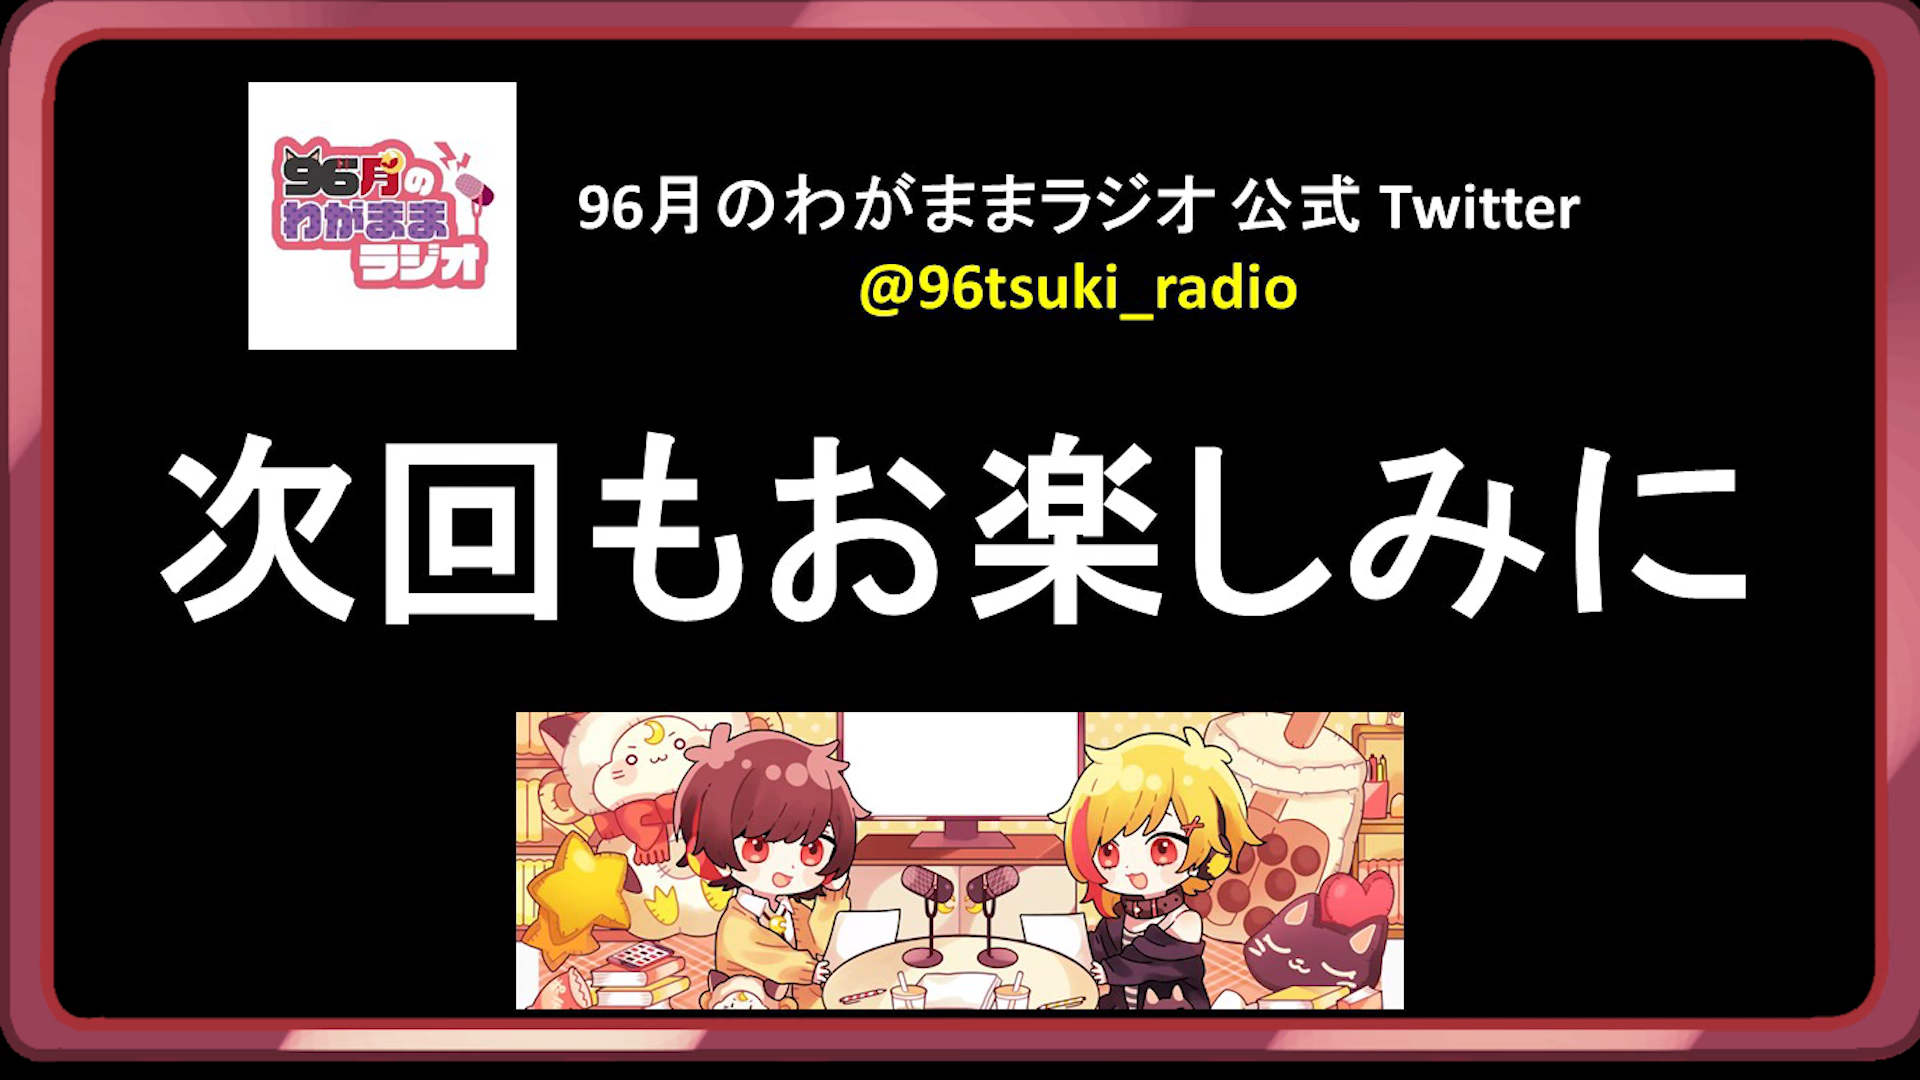 96月の
わがまま
ラジオ
96月のわがままラジオ 公式 Twitter
@96tsuki_radio
次回もお楽しみに